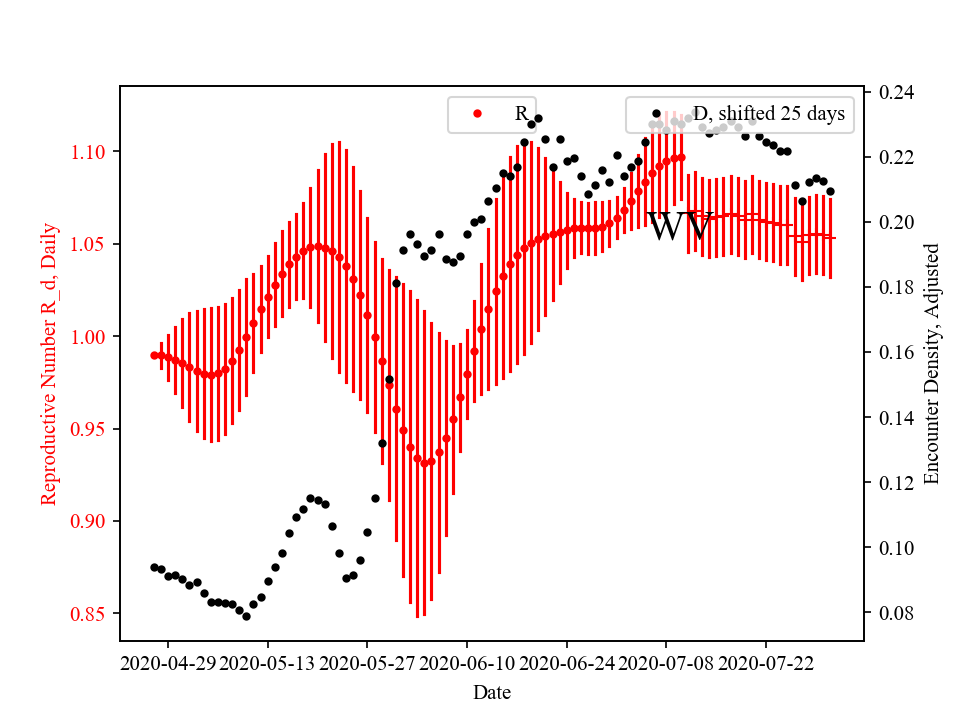 R
D, shifted 25 days
WV
Reproductive Number R_d, Daily
1.10
1.05
1.00
0.95
0.90
0.85
0.24
0.22
0.20
0.18
0.16
0.14
0.12
0.10
0.08
Encounter Density, Adjusted
2020-04-29 2020-05-13 2020-05-27 2020-06-10 2020-06-24 2020-07-08 2020-07-22
Date